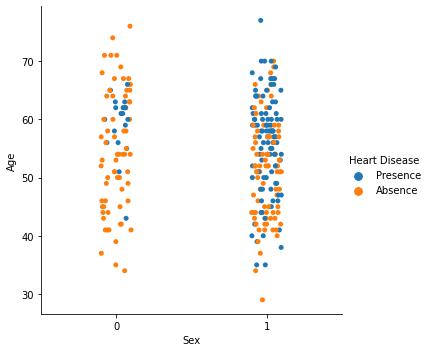 70
60
50
40
30
Age
0 1
Sex
Heart Disease
Presence
Absence